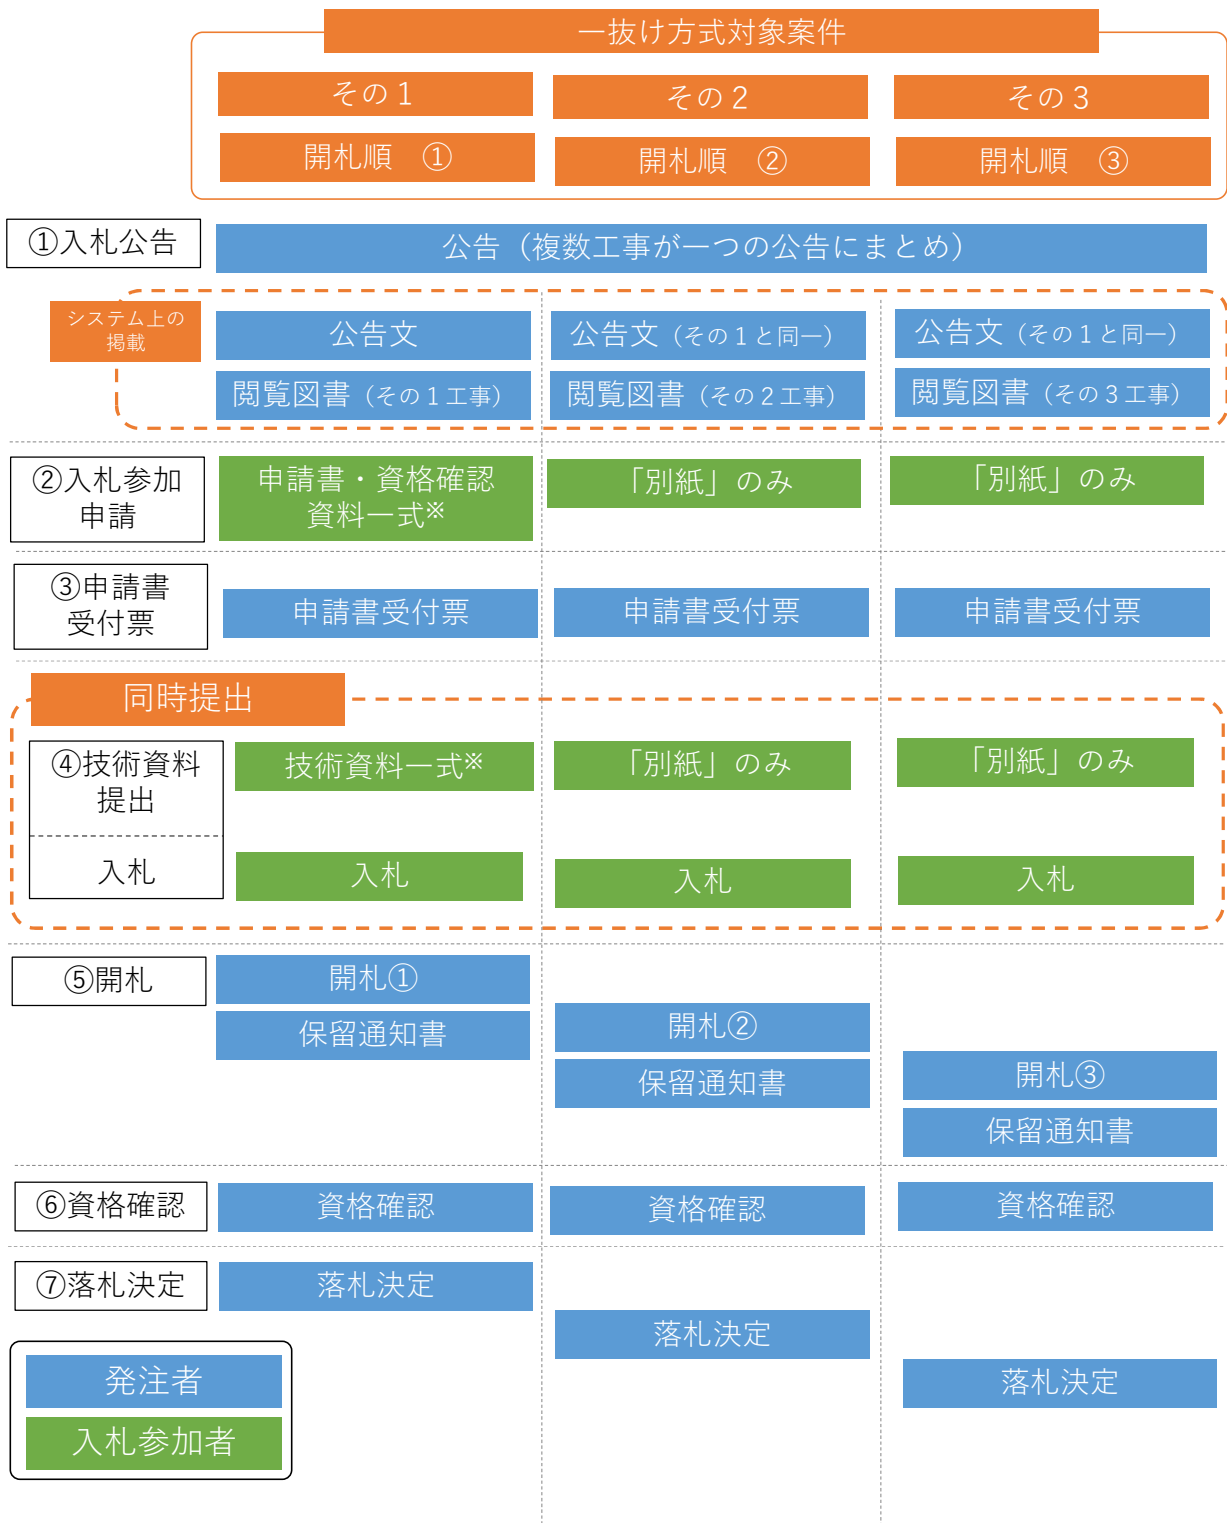 一抜け方式対象案件
その１
その２
その３
開札順　①
開札順　②
開札順　③
①入札公告
公告（複数工事が一つの公告にまとめ）
システム上の
掲載
公告文
公告文（その１と同一）
公告文（その１と同一）
閲覧図書（その１工事）
閲覧図書（その２工事）
閲覧図書（その３工事）
②入札参加
申請
申請書・資格確認
資料一式※
「別紙」のみ
「別紙」のみ
③申請書
受付票
申請書受付票
申請書受付票
申請書受付票
同時提出
④技術資料
提出
技術資料一式※
「別紙」のみ
「別紙」のみ
入札
入札
入札
入札
⑤開札
開札①
保留通知書
開札②
保留通知書
開札③
保留通知書
⑥資格確認
資格確認
資格確認
資格確認
⑦落札決定
落札決定
落札決定
落札決定
発注者
入札参加者